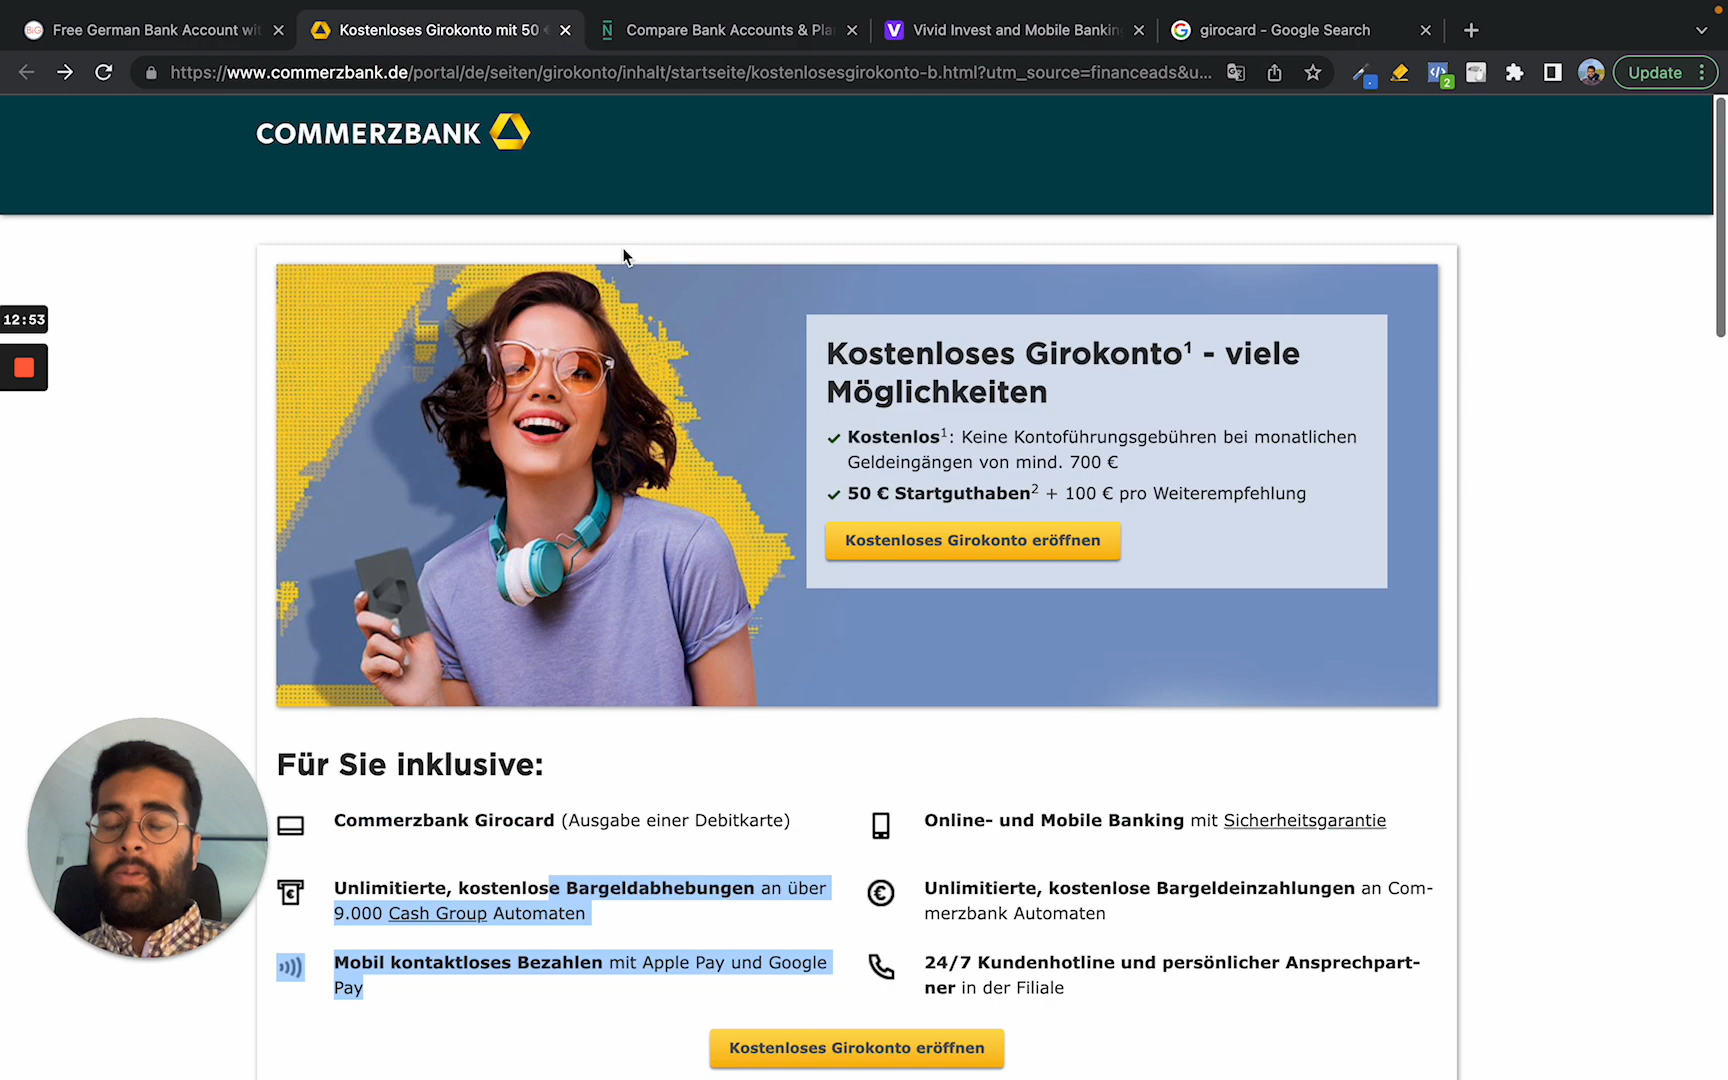 Free German Bank Account wit
Kostenloses Girokonto mit 50 €
Compare Bank Accounts & Pla
Vivid Invest and Mobile Banking
girocard - Google Search
https://www.commerzbank.de/portal/de/seiten/girokonto/inhalt/startseite/kostenlosesgirokonto-b.html?utm_source=financeads&u...
2
Update
COMMERZBANK
12:53
Kostenloses Girokonto¹ - viele
Möglichkeiten
Kostenlos¹: Keine Kontoführungsgebühren bei monatlichen
Geldeingängen von mind. 700 €
50 € Startguthaben² + 100 € pro Weiterempfehlung
Kostenloses Girokonto eröffnen
Für Sie inklusive:
Commerzbank Girocard (Ausgabe einer Debitkarte)
Online- und Mobile Banking mit Sicherheitsgarantie
Unlimitierte, kostenlose Bargeldabhebungen an über
9.000 Cash Group Automaten
Unlimitierte, kostenlose Bargeldeinzahlungen an Com-
merzbank Automaten
Mobil kontaktloses Bezahlen mit Apple Pay und Google
Pay
24/7 Kundenhotline und persönlicher Ansprechpart-
ner in der Filiale
Kostenloses Girokonto eröffnen